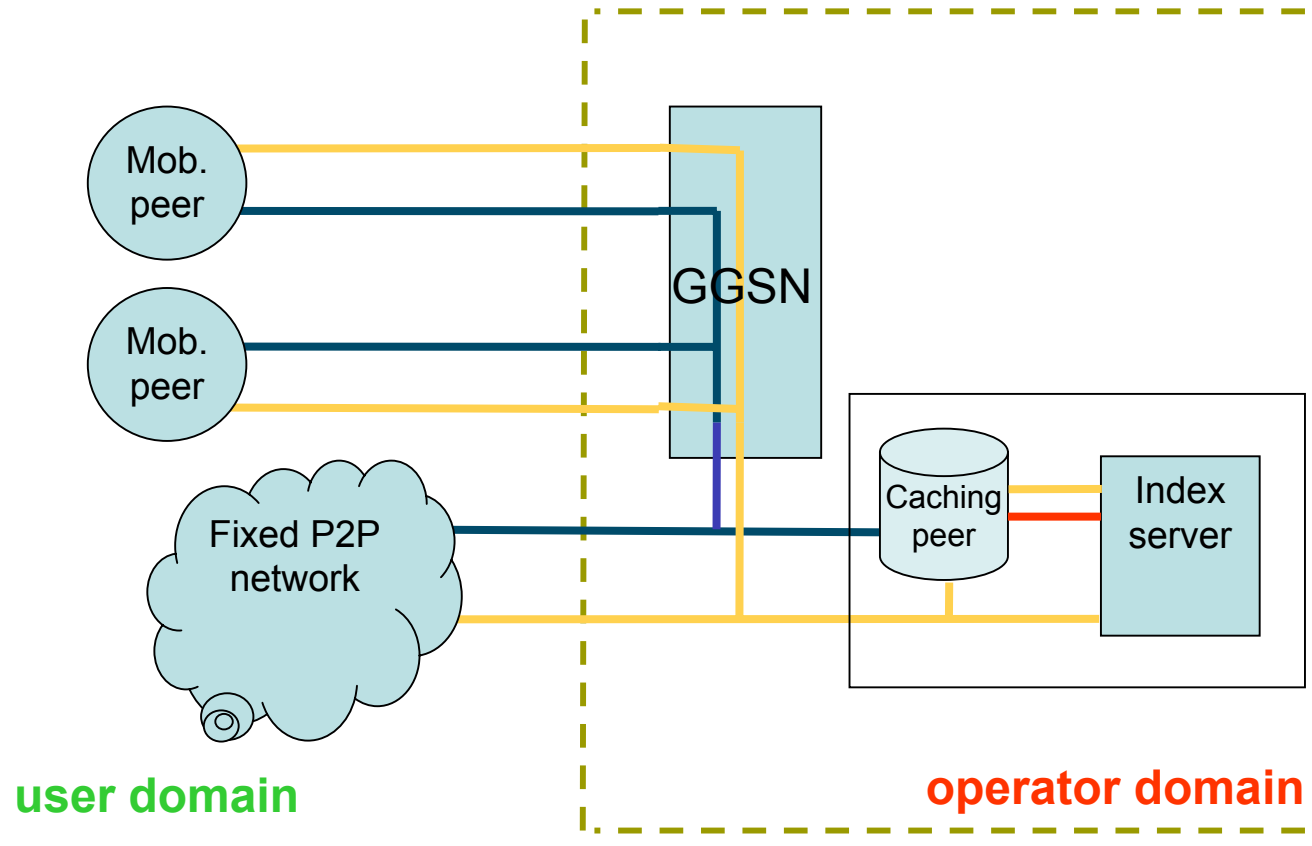 Mob.
peer
GGSN
Mob.
peer
Caching
peer
Index
server
Fixed P2P
network
user domain
operator domain